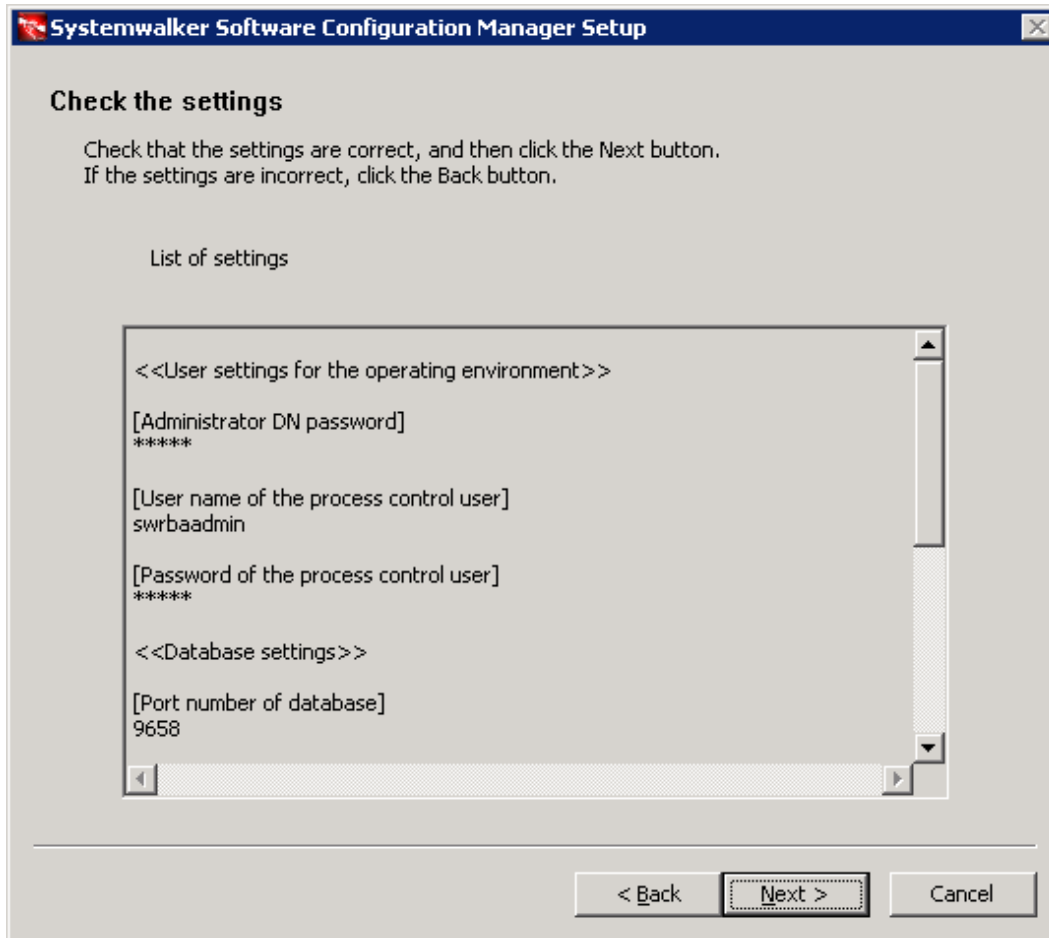 Systemwalker Software Configuration Manager Setup
Check the settings
Check that the settings are correct, and then click the Next button.
If the settings are incorrect, click the Back button.
List of settings
<<User settings for the operating environment>>
[Administrator DN password]
*****
[User name of the process control user]
swrbaadmin
[Password of the process control user]
*****
<<Database settings>>
[Port number of database]
9658
< Back Next > Cancel